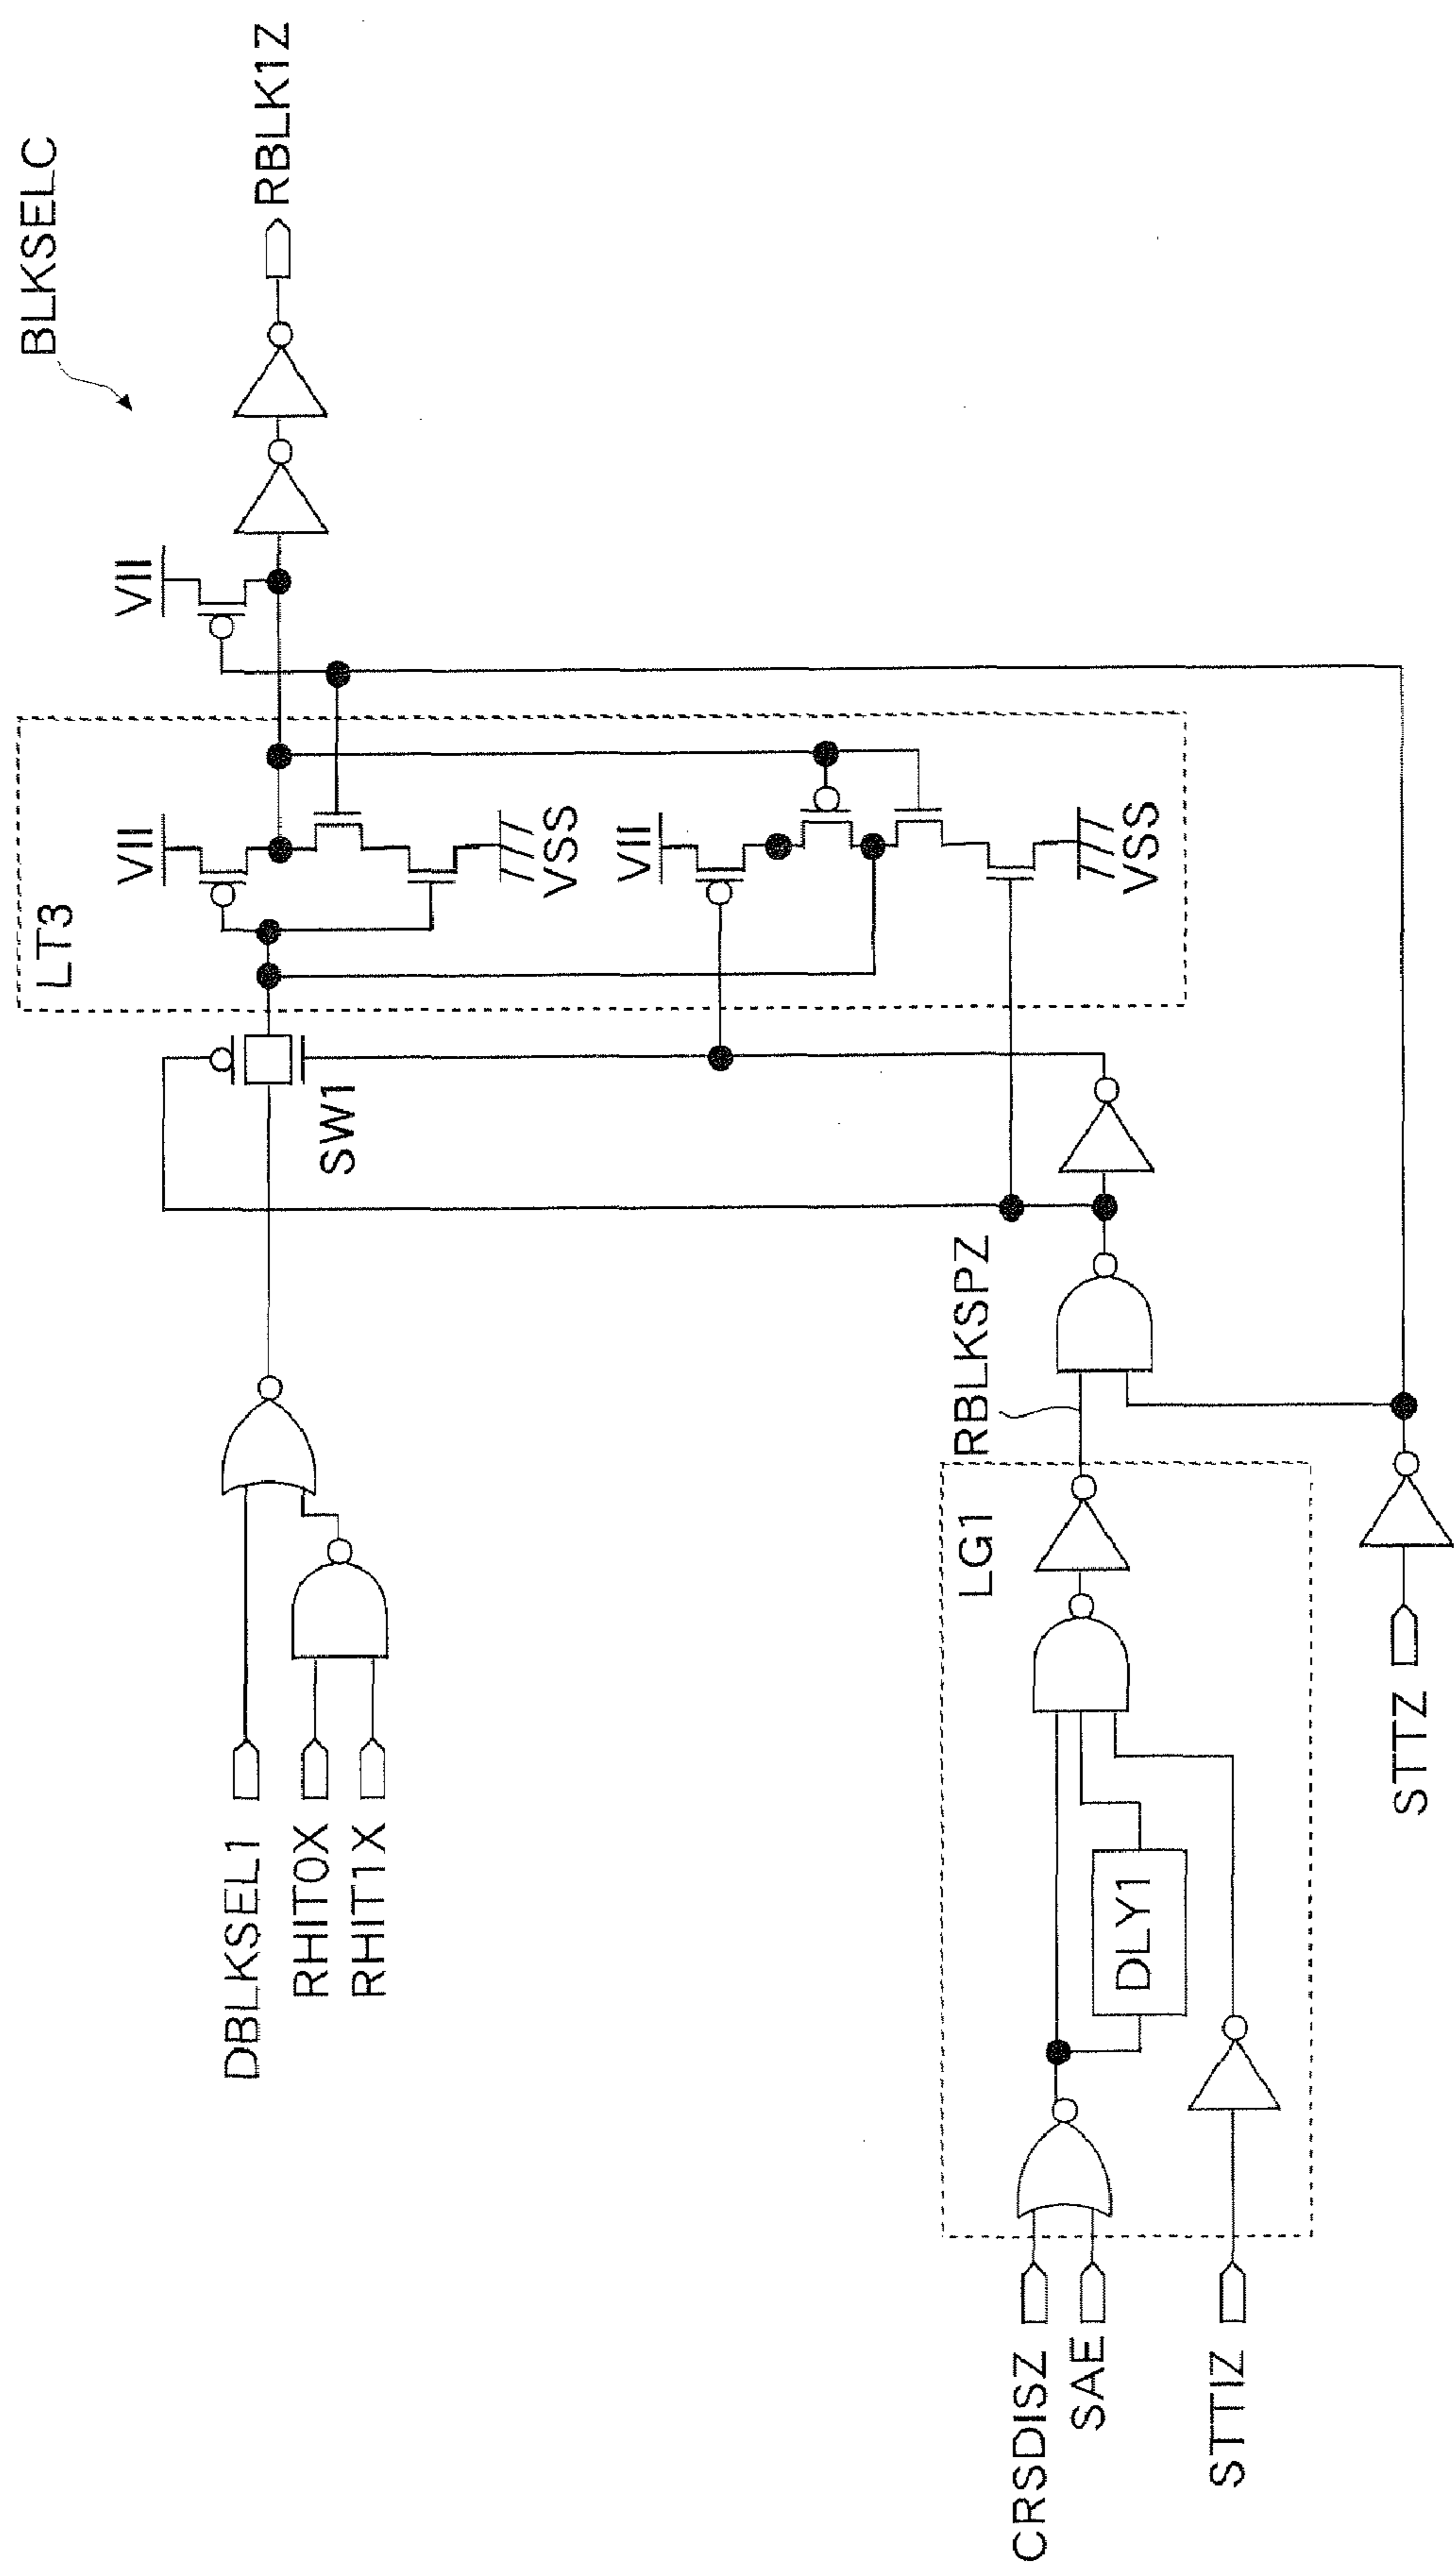 BLKSELC
DBLKSEL1
RHIT0X
RHIT1X
SW1
LT3
VII
VSS
VII
RBLK1Z
VII
VSS
RBLKSPZ
LG1
CRSDISZ
SAE
DLY1
STTIZ
STTZ